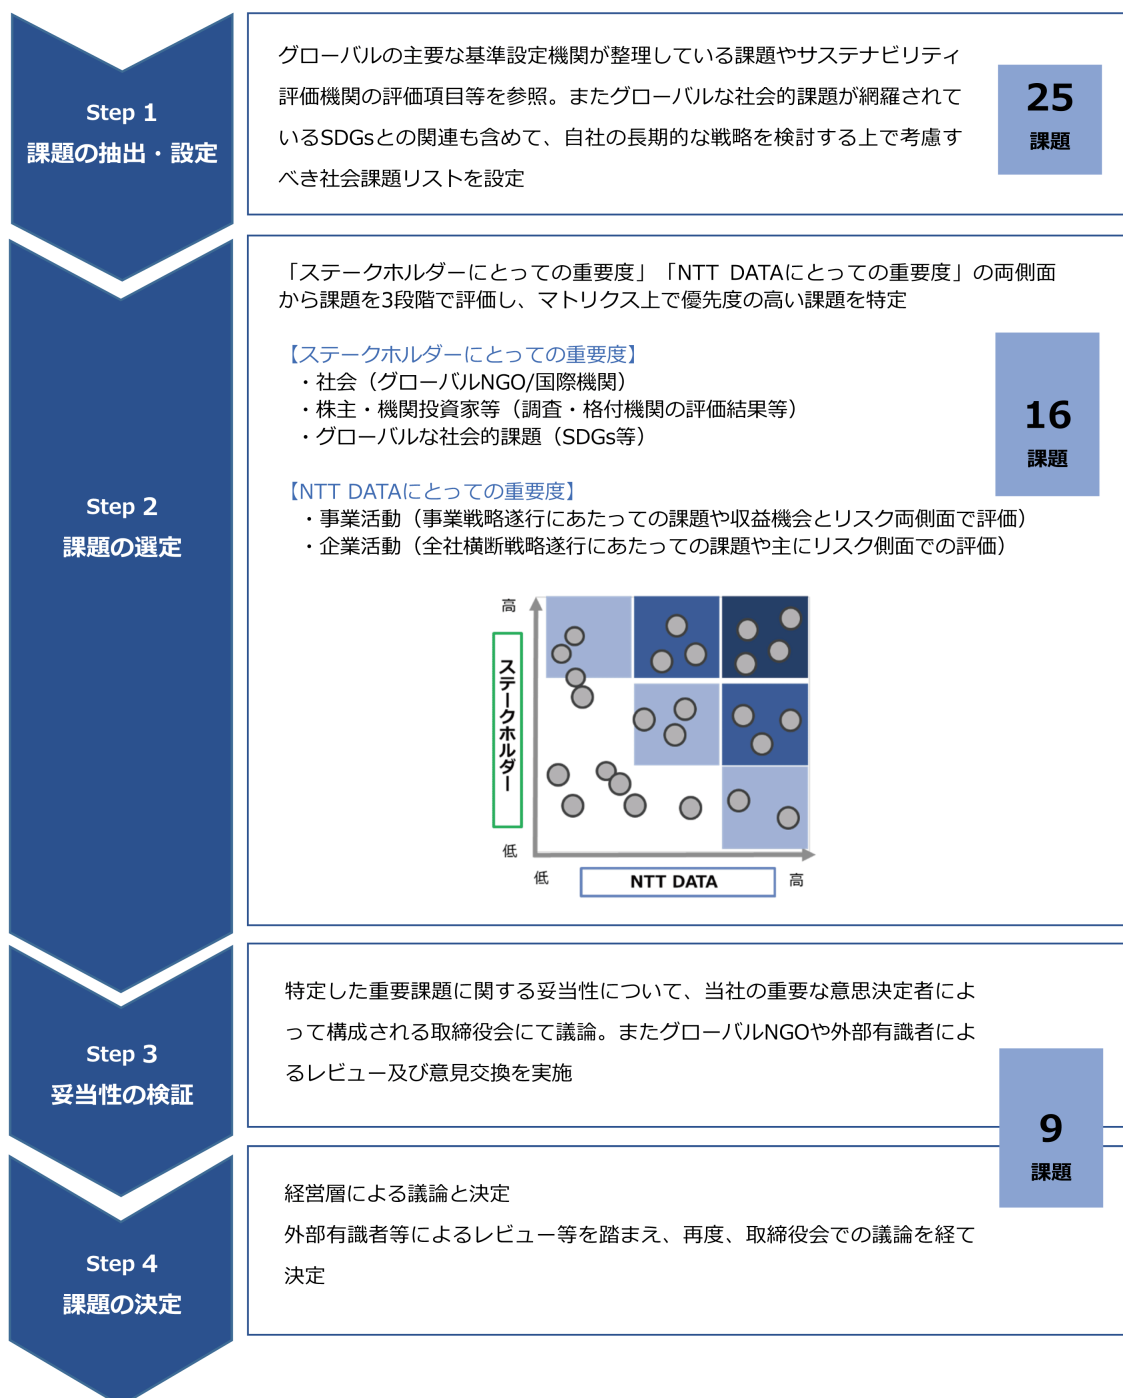 Step 1
課題の抽出・設定
グローバルの主要な基準設定機関が整理している課題やサステナビリティ
評価機関の評価項目等を参照。またグローバルな社会的課題が網羅されて
いるSDGsとの関連も含めて、自社の長期的な戦略を検討する上で考慮す
べき社会課題リストを設定
25
課題
Step 2
課題の選定
「ステークホルダーにとっての重要度」「NTT DATAにとっての重要度」の両側面
から課題を3段階で評価し、マトリクス上で優先度の高い課題を特定
【ステークホルダーにとっての重要度】
・社会（グローバルNGO/国際機関）
・株主・機関投資家等（調査・格付機関の評価結果等）
・グローバルな社会的課題（SDGs等）
【NTT DATAにとっての重要度】
・事業活動（事業戦略遂行にあたっての課題や収益機会とリスク両側面で評価）
・企業活動（全社横断戦略遂行にあたっての課題や主にリスク側面での評価）
16
課題
高
ステークホルダー
低
低
NTT DATA
高
Step 3
妥当性の検証
特定した重要課題に関する妥当性について、当社の重要な意思決定者によ
って構成される取締役会にて議論。またグローバルNGOや外部有識者によ
るレビュー及び意見交換を実施
9
課題
Step 4
課題の決定
経営層による議論と決定
外部有識者等によるレビュー等を踏まえ、再度、取締役会での議論を経て
決定